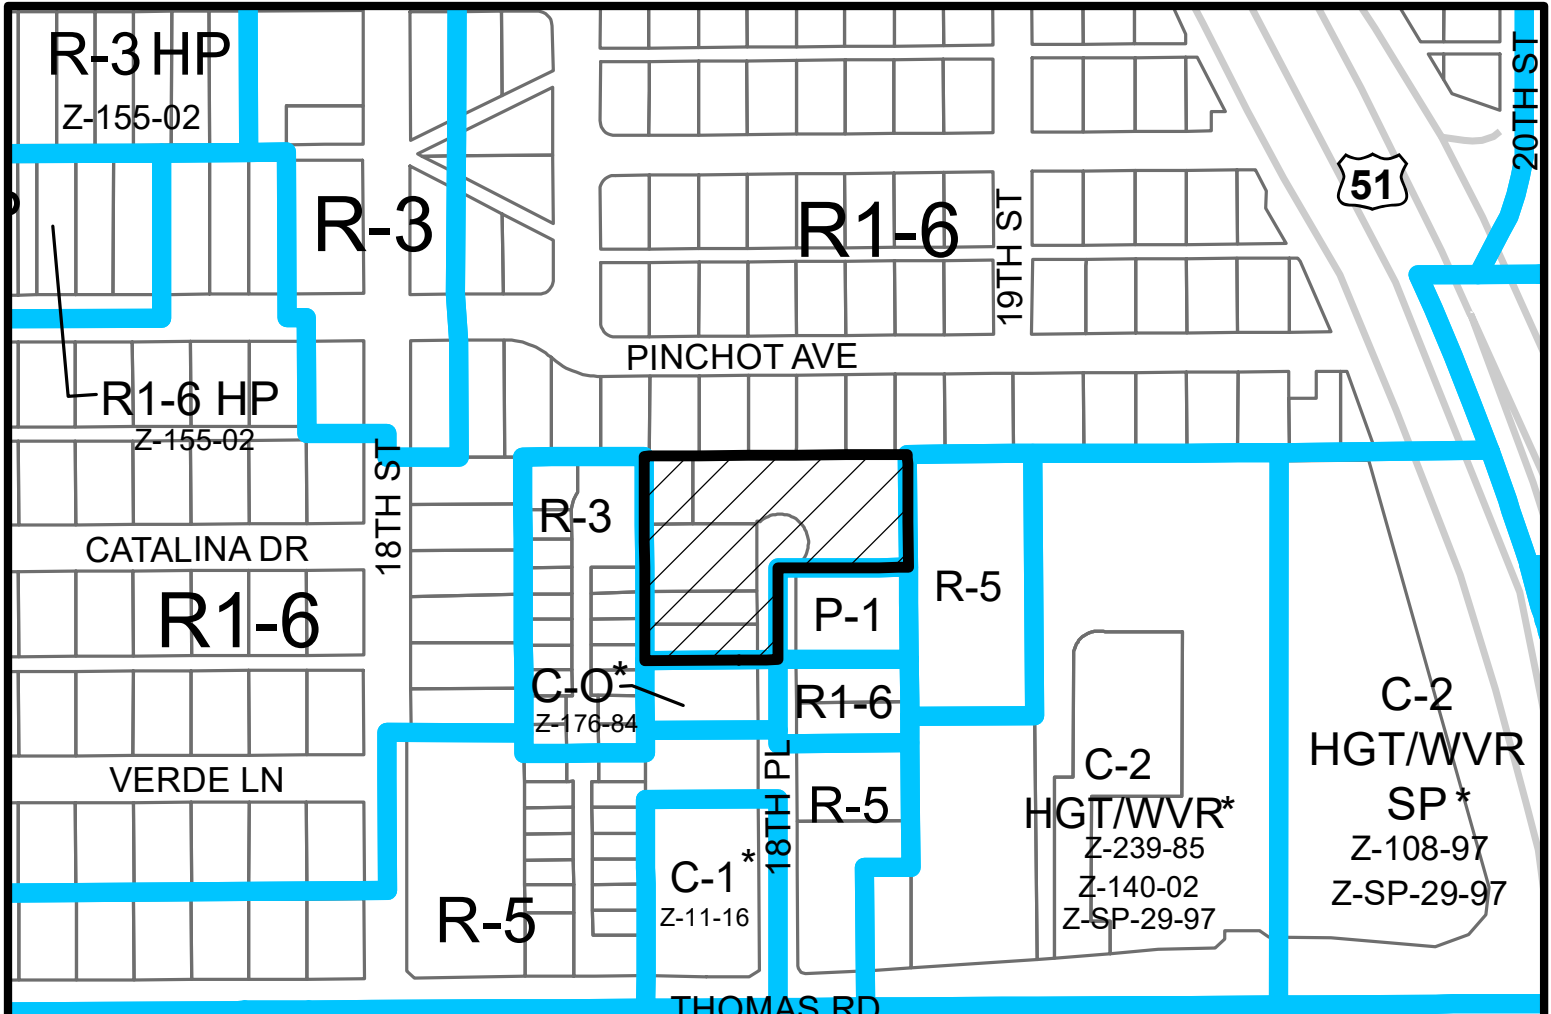 R-3 HP
Z-155-02
20TH ST
51
P
R-3
R1-6
19TH ST
PINCHOT AVE
R1-6 HP
Z-155-02
18TH ST
R-3
CATALINA DR
R-5
R1-6
P-1
C-O*
Z-176-84
R1-6
C-2
HGT/WVR
SP *
Z-108-97
Z-SP-29-97
VERDE LN
18TH PL
R-5
C-2
HGT/WVR*
Z-239-85
Z-140-02
Z-SP-29-97
C-1 *
Z-11-16
R-5
THOMAS RD